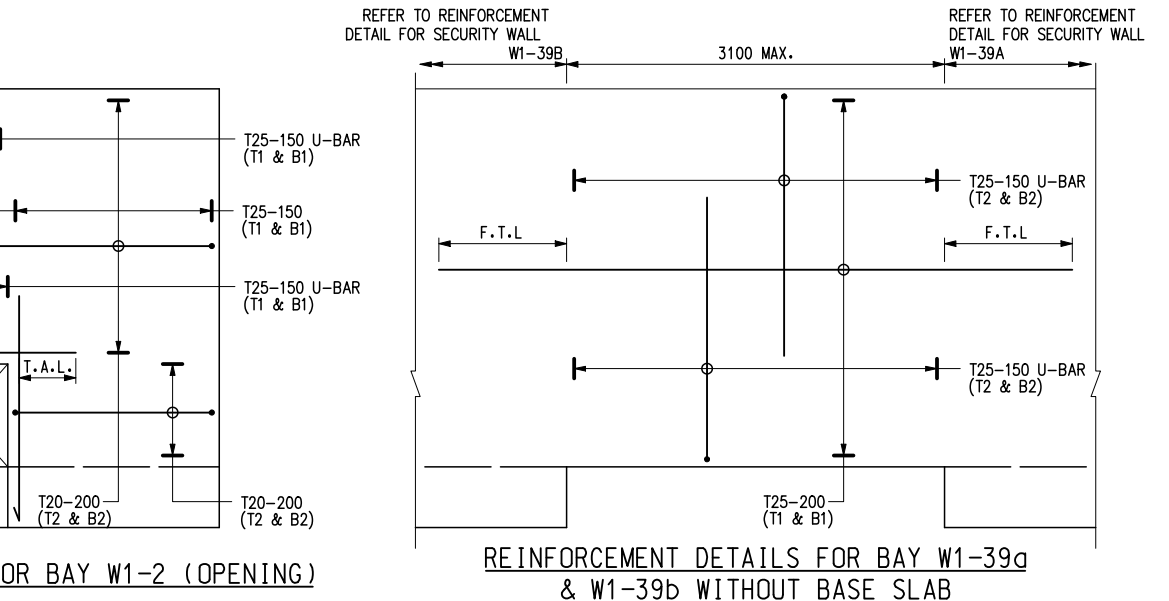 REFER TO REINFORCEMENT
DETAIL FOR SECURITY WALL
W1-39B
3100 MAX.
REFER TO REINFORCEMENT
DETAIL FOR SECURITY WALL
W1-39A
T25-150 U-BAR
(T1 & B1)
T25-150
(T1 & B1)
T25-150 U-BAR
(T1 & B1)
T.A.L.
T20-200
(T2 & B2)
T20-200
(T2 & B2)
OR BAY W1-2 (OPENING)
T25-150 U-BAR
(T2 & B2)
F.T.L
F.T.L
T25-150 U-BAR
(T2 & B2)
T25-200
(T1 & B1)
REINFORCEMENT DETAILS FOR BAY W1-39a
& W1-39b WITHOUT BASE SLAB